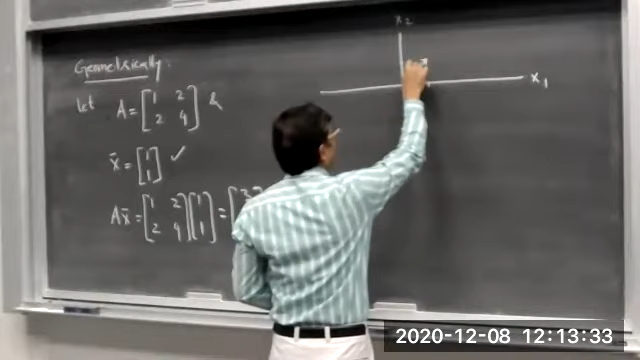 Geometrically:
let A = [1 2; 2 4] &
x̄ = [1; 1] ✓
Ax̄ = [1 2; 2 4][1; 1] = [3
x₂
x₁
2020-12-08 12:13:33